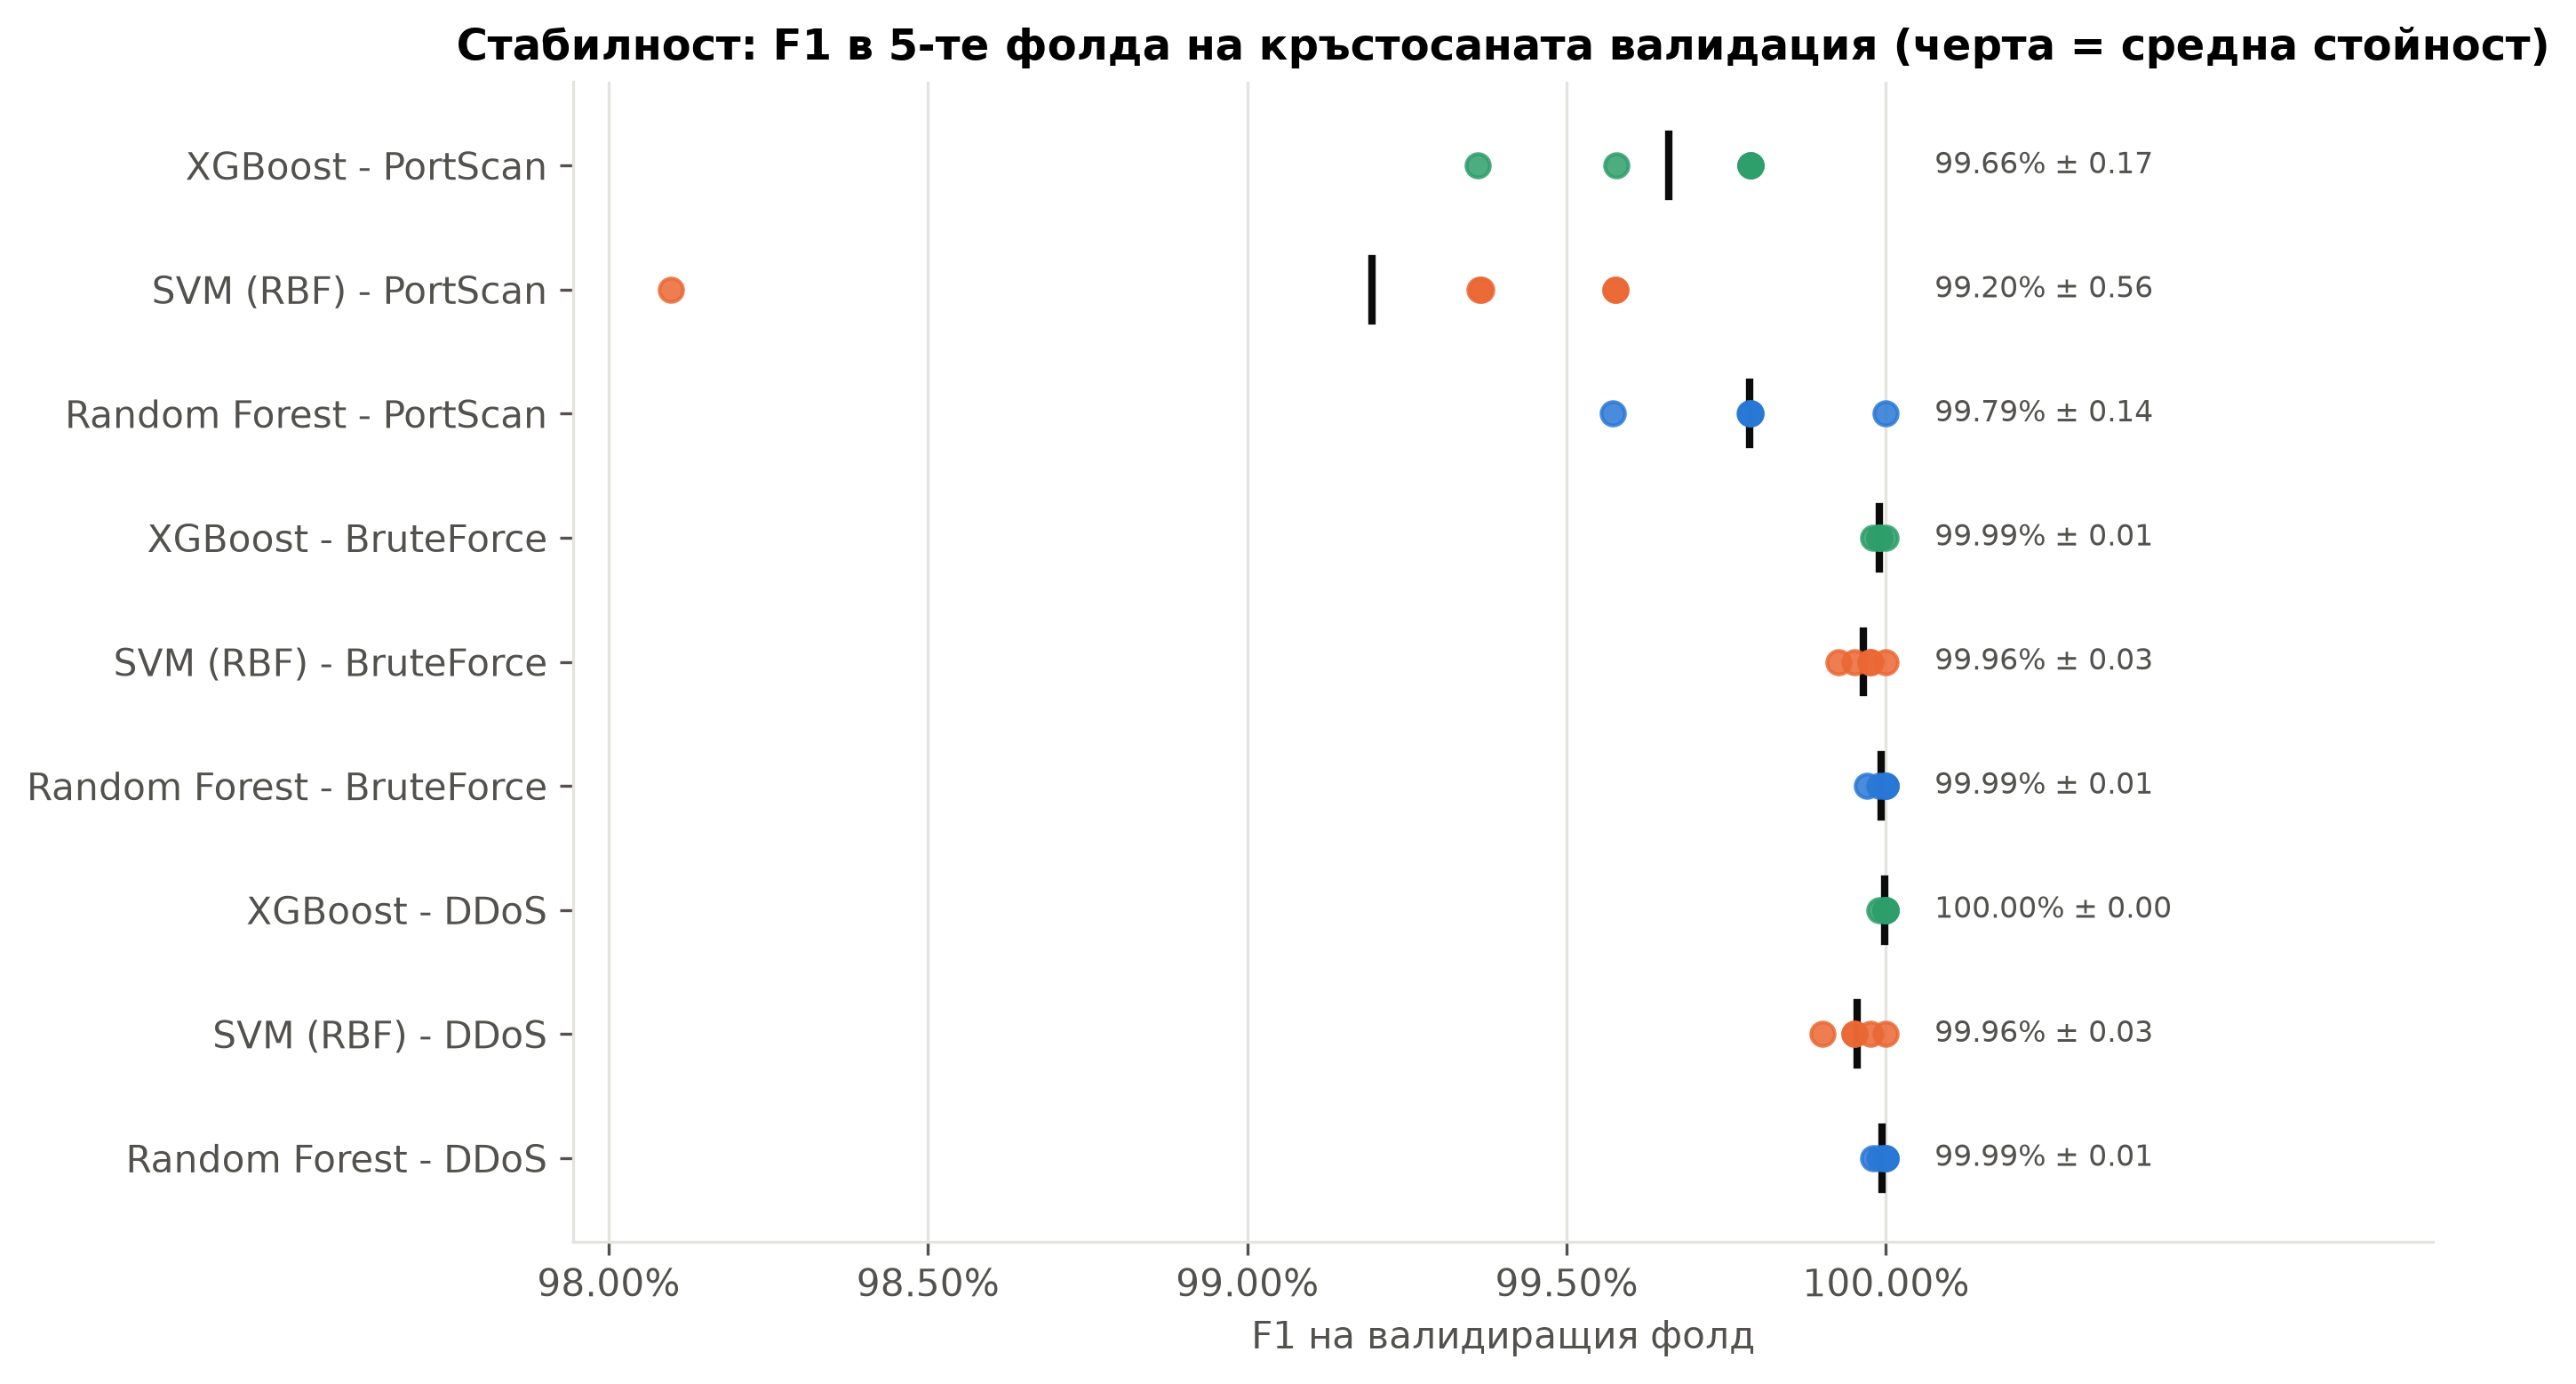 Стабилност: F1 в 5-те фолда на кръстосаната валидация (черта = средна стойност)
XGBoost - PortScan 99.66% ± 0.17
SVM (RBF) - PortScan 99.20% ± 0.56
Random Forest - PortScan 99.79% ± 0.14
XGBoost - BruteForce 99.99% ± 0.01
SVM (RBF) - BruteForce 99.96% ± 0.03
Random Forest - BruteForce 99.99% ± 0.01
XGBoost - DDoS 100.00% ± 0.00
SVM (RBF) - DDoS 99.96% ± 0.03
Random Forest - DDoS 99.99% ± 0.01
98.00% 98.50% 99.00% 99.50% 100.00%
F1 на валидиращия фолд